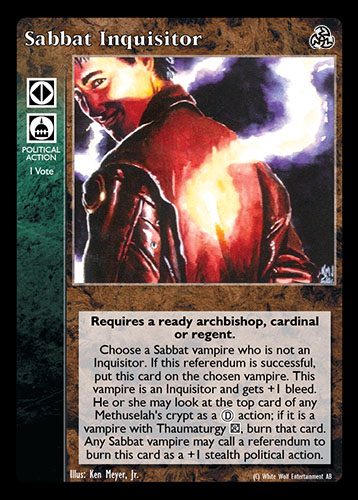 Sabbat Inquisitor
POLITICAL
ACTION
1 Vote
Requires a ready archbishop, cardinal
or regent.
Choose a Sabbat vampire who is not an
Inquisitor. If this referendum is successful,
put this card on the chosen vampire. This
vampire is an Inquisitor and gets +1 bleed.
He or she may look at the top card of any
Methuselah's crypt as a Ⓓ action; if it is a
vampire with Thaumaturgy, burn that card.
Any Sabbat vampire may call a referendum to
burn this card as a +1 stealth political action.
Illus: Ken Meyer, Jr.
(C) White Wolf Entertainment AB